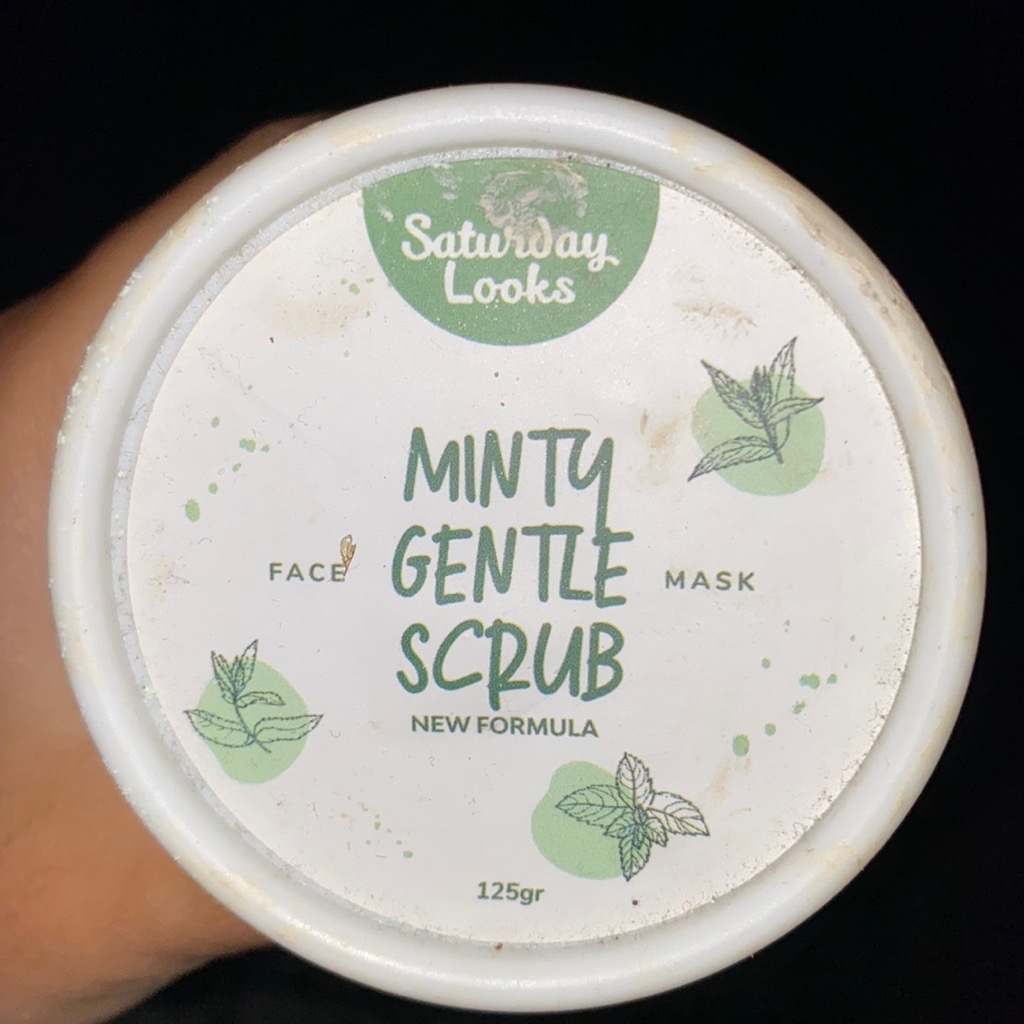 Saturday
Looks
MINTY
GENTLE
FACE
MASK
SCRUB
NEW FORMULA
125gr